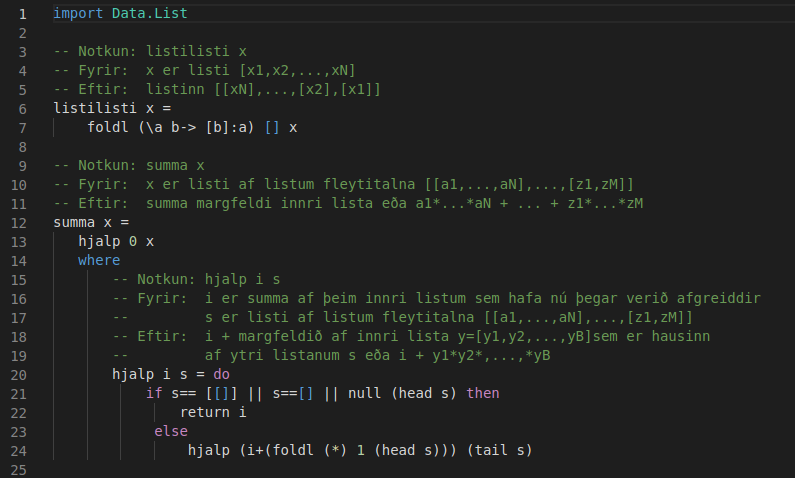 1 import Data.List
2
3 -- Notkun: listilisti x
4 -- Fyrir:  x er listi [x1,x2,...,xN]
5 -- Eftir:  listinn [[xN],...,[x2],[x1]]
6 listilisti x =
7     foldl (\a b-> [b]:a) [] x
8
9 -- Notkun: summa x
10 -- Fyrir:  x er listi af listum fleytitalna [[a1,...,aN],...,[z1,zM]]
11 -- Eftir:  summa margfeldi innri lista eða a1*...*aN + ... + z1*...*zM
12 summa x =
13    hjalp 0 x
14    where
15        -- Notkun: hjalp i s
16        -- Fyrir:  i er summa af þeim innri listum sem hafa nú þegar verið afgreiddir
17        --         s er listi af listum fleytitalna [[a1,...,aN],...,[z1,zM]]
18        -- Eftir:  i + margfeldið af innri lista y=[y1,y2,...,yB]sem er hausinn
19        --         af ytri listanum s eða i + y1*y2*,...,*yB
20        hjalp i s = do
21            if s== [[]] || s==[] || null (head s) then
22                return i
23             else
24                 hjalp (i+(foldl (*) 1 (head s))) (tail s)
25